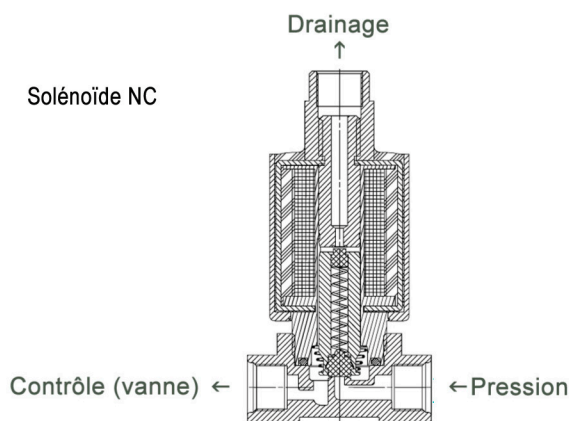 Drainage
↑
Solénoïde NC
Contrôle (vanne) ← ←Pression